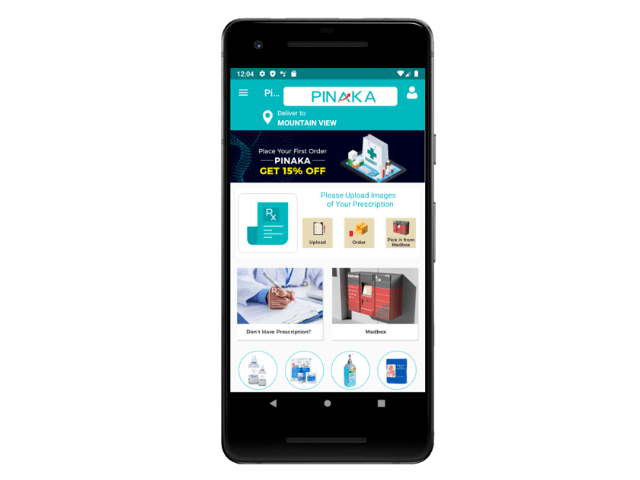 12:04
Pi...
PINAKA
Deliver to
MOUNTAIN VIEW
Place Your First Order
PINAKA
GET 15% OFF
Please Upload Images
of Your Prescription
Rx
Upload
Order
Pick it from
Medbox
Don't Have Prescription?
Medbox